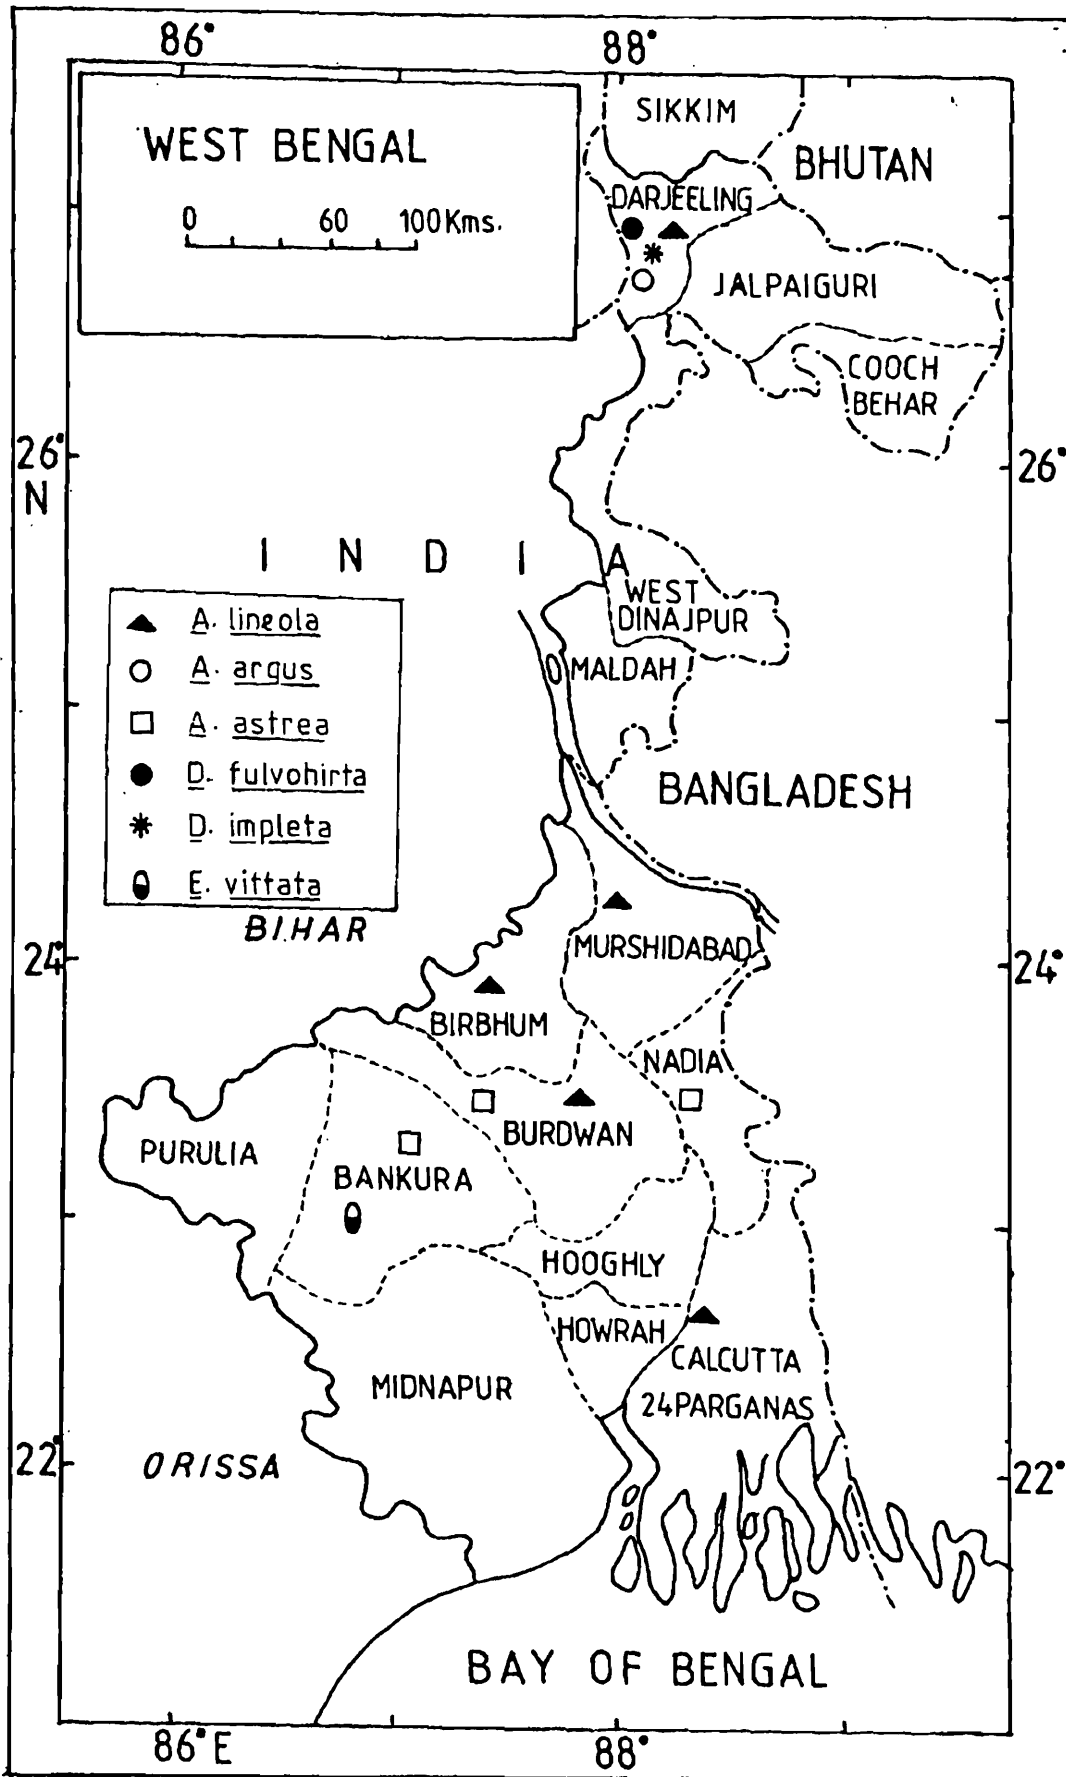 86° 88°
SIKKIM
WEST BENGAL
BHUTAN
0 60 100Kms.
DARJEELING
JALPAIGURI
COOCH
BEHAR
26° 26°
N
I N D I A
WEST
DINAJPUR
MALDAH
A. lineola
A. argus
A. astrea
D. fulvohirta
D. impleta
E. vittata
BANGLADESH
BIHAR
MURSHIDABAD
24° 24°
BIRBHUM
NADIA
BURDWAN
PURULIA
BANKURA
HOOGHLY
HOWRAH
CALCUTTA
MIDNAPUR
24PARGANAS
22° 22°
ORISSA
BAY OF BENGAL
86°E 88°